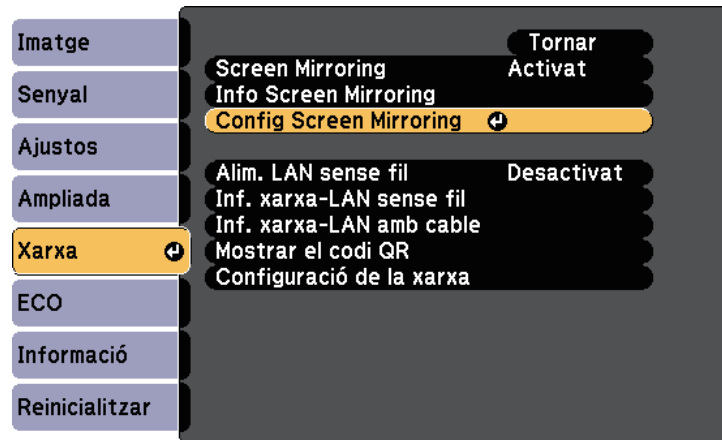 Imatge
Senyal
Ajustos
Ampliada
Xarxa
ECO
Informació
Reinicialitzar
Tornar
Screen Mirroring Activat
Info Screen Mirroring
Config Screen Mirroring
Alim. LAN sense fil Desactivat
Inf. xarxa-LAN sense fil
Inf. xarxa-LAN amb cable
Mostrar el codi QR
Configuració de la xarxa